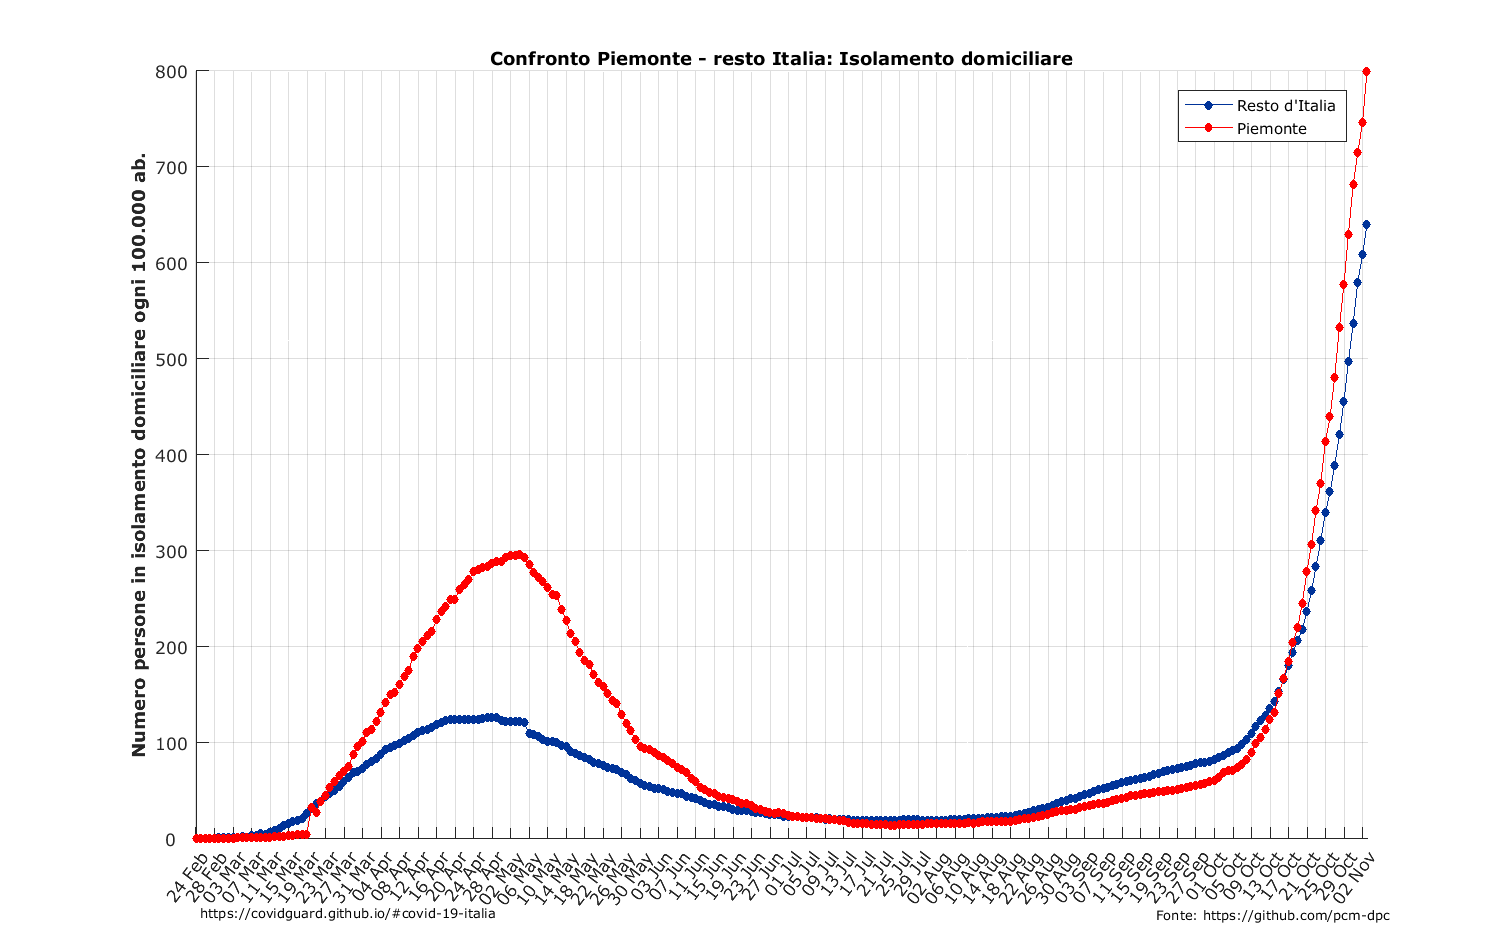 Confronto Piemonte - resto Italia: Isolamento domiciliare
Numero persone in isolamento domiciliare ogni 100.000 ab.
800
700
600
500
400
300
200
100
0
Resto d'Italia
Piemonte
24 Feb
28 Feb
03 Mar
07 Mar
11 Mar
15 Mar
19 Mar
23 Mar
27 Mar
31 Mar
04 Apr
08 Apr
12 Apr
16 Apr
20 Apr
24 Apr
28 Apr
02 May
06 May
10 May
14 May
18 May
22 May
26 May
30 May
03 Jun
07 Jun
11 Jun
15 Jun
19 Jun
23 Jun
27 Jun
01 Jul
05 Jul
09 Jul
13 Jul
17 Jul
21 Jul
25 Jul
29 Jul
02 Aug
06 Aug
10 Aug
14 Aug
18 Aug
22 Aug
26 Aug
30 Aug
03 Sep
07 Sep
11 Sep
15 Sep
19 Sep
23 Sep
27 Sep
01 Oct
05 Oct
09 Oct
13 Oct
17 Oct
21 Oct
25 Oct
29 Oct
02 Nov
https://covidguard.github.io/#covid-19-italia
Fonte: https://github.com/pcm-dpc